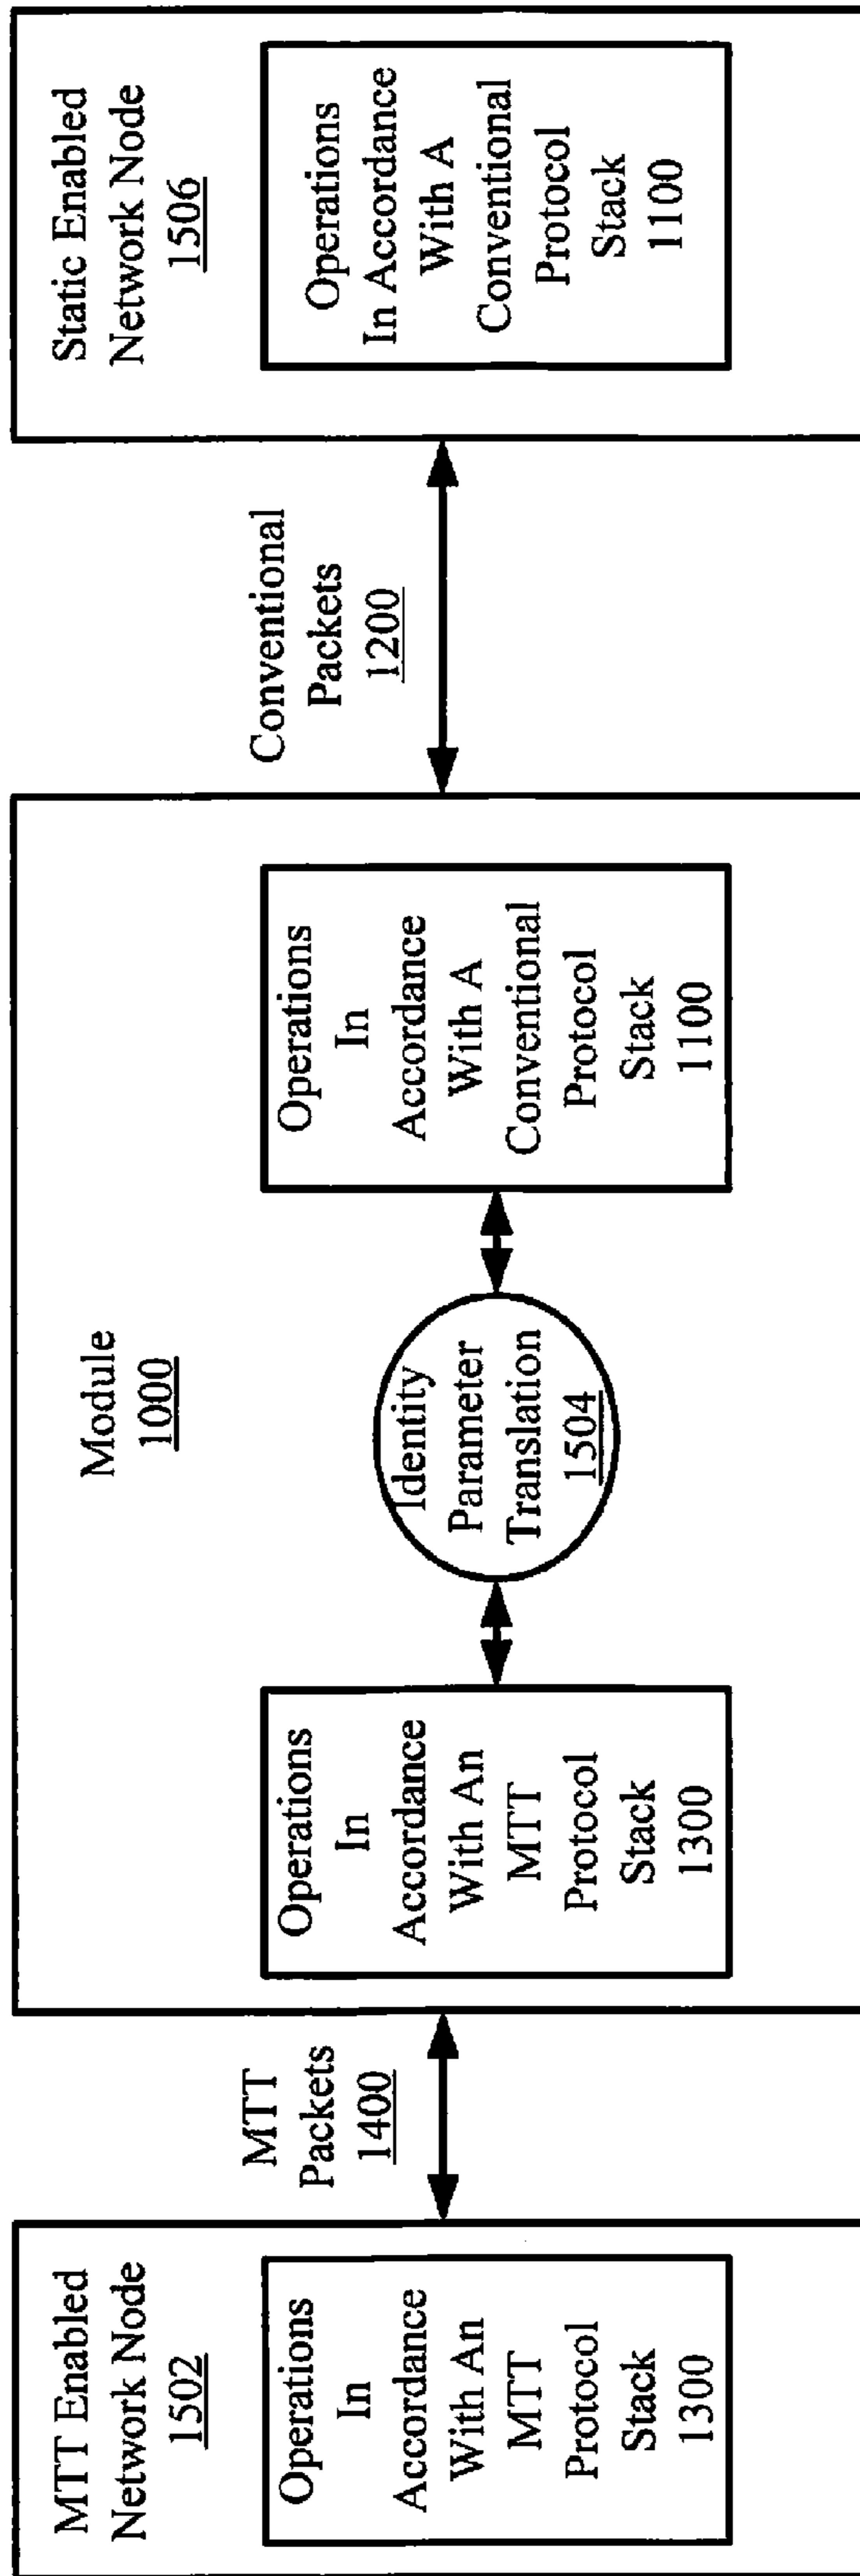 MTT Enabled
Network Node
1502
Operations
In
Accordance
With An
MTT
Protocol
Stack
1300
MTT
Packets
1400
Module
1000
Operations
In
Accordance
With An
MTT
Protocol
Stack
1300
Identity
Parameter
Translation
1504
Operations
In
Accordance
With A
Conventional
Protocol
Stack
1100
Conventional
Packets
1200
Static Enabled
Network Node
1506
Operations
In Accordance
With A
Conventional
Protocol
Stack
1100